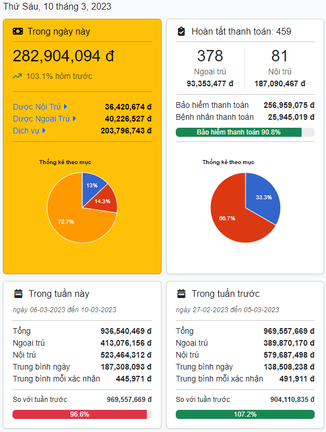 Thứ Sáu, 10 tháng 3, 2023
Trong ngày này
282,904,094 đ
103.1% hôm trước
Dược Nội Trú 36,420,674 đ
Dược Ngoại Trú 40,226,527 đ
Dịch vụ 203,796,743 đ
Thống kê theo mục
13%
14.3%
72.7%
Hoàn tất thanh toán: 459
378 81
Ngoại trú Nội trú
93,353,477 đ 187,090,467 đ
Bảo hiểm thanh toán 256,959,075 đ
Bệnh nhân thanh toán 25,945,019 đ
Bảo hiểm thanh toán 90.8%
Thống kê theo mục
33.3%
66.7%
Trong tuần này
ngày 06-03-2023 đến 10-03-2023
Tổng 936,540,469 đ
Ngoại trú 413,076,156 đ
Nội trú 523,464,312 đ
Trung bình ngày 187,308,093 đ
Trung bình mỗi xác nhận 445,971 đ
So với tuần trước 969,557,669 đ
96.6%
Trong tuần trước
ngày 27-02-2023 đến 05-03-2023
Tổng 969,557,669 đ
Ngoại trú 389,870,170 đ
Nội trú 579,687,498 đ
Trung bình ngày 138,508,238 đ
Trung bình mỗi xác nhận 491,911 đ
So với tuần trước 904,110,835 đ
107.2%